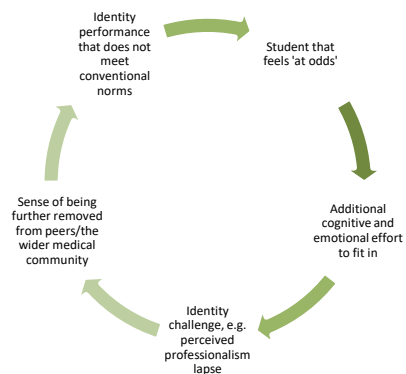 Identity
performance
that does not
meet
conventional
norms
Student that
feels 'at odds'
Additional
cognitive and
emotional effort
to fit in
Identity
challenge, e.g.
perceived
professionalism
lapse
Sense of being
further removed
from peers/the
wider medical
community